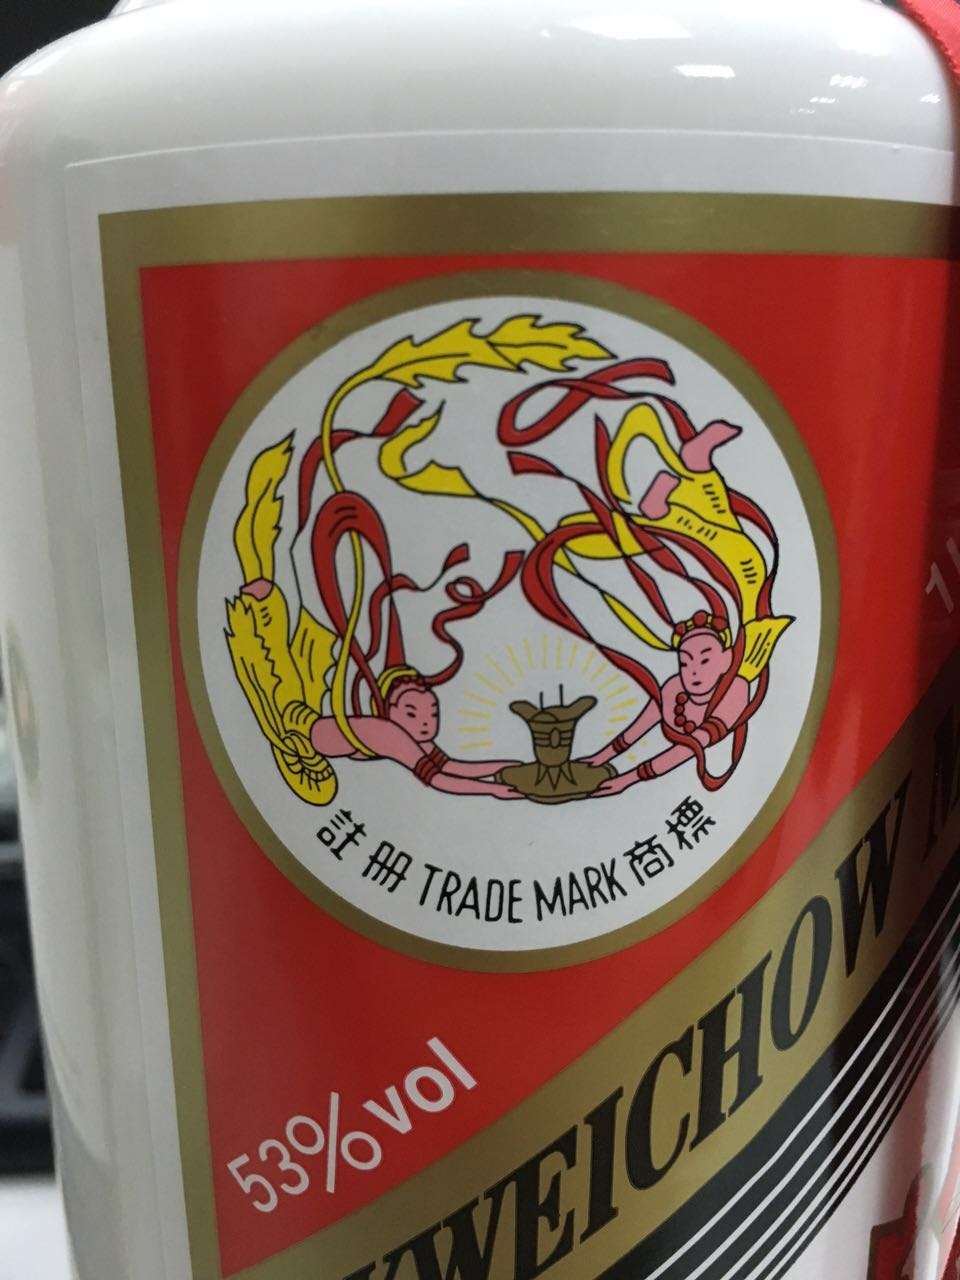 註册 TRADE MARK 商標
53%vol
KWEICHOW